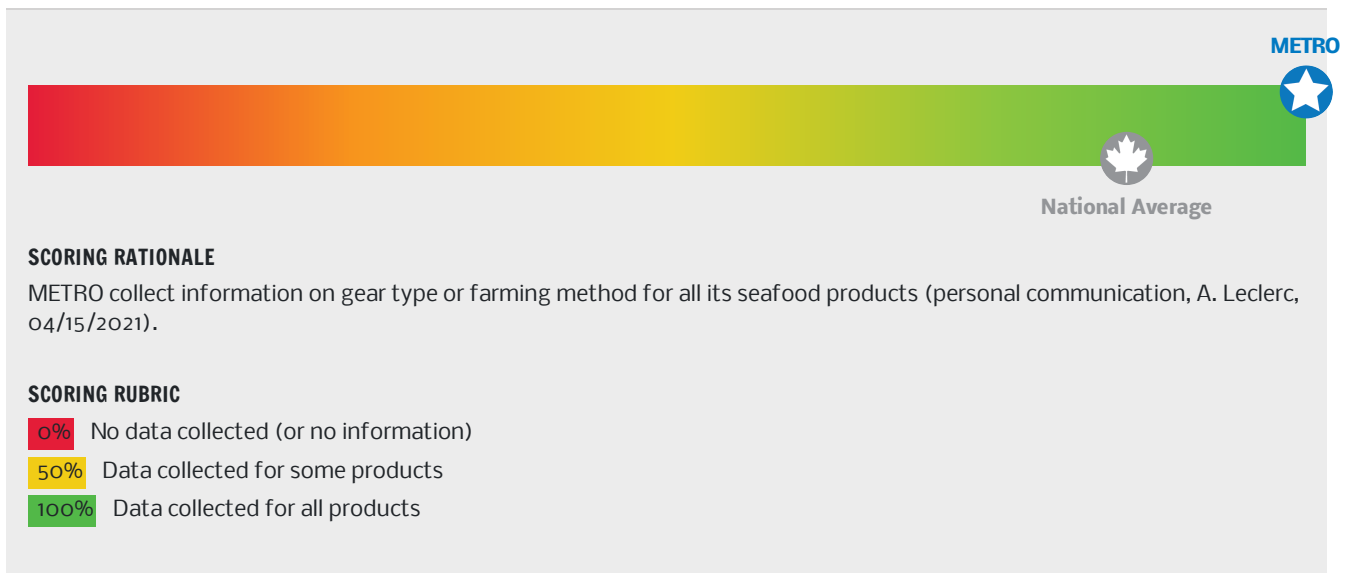 METRO
National Average
SCORING RATIONALE
METRO collect information on gear type or farming method for all its seafood products (personal communication, A. Leclerc,
04/15/2021).
SCORING RUBRIC
0% No data collected (or no information)
50% Data collected for some products
100% Data collected for all products